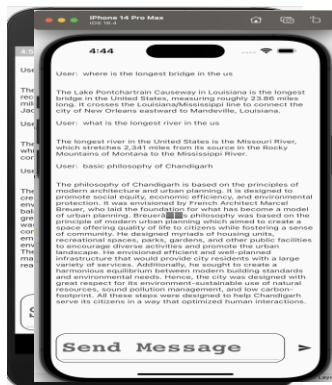 iPhone 14 Pro Max
iOS 16.4
4:44
User: where is the longest bridge in the us
The Lake Pontchartrain Causeway in Louisiana is the longest
bridge in the United States, measuring roughly 23.86 miles
long. It crosses the Louisiana/Mississippi line to connect the
city of New Orleans eastward to Mandeville, Louisiana.
User: what is the longest river in the us
The longest river in the United States is the Missouri River,
which stretches 2,341 miles from its source in the Rocky
Mountains of Montana to the Mississippi River.
User: basic philosophy of Chandigarh
The philosophy of Chandigarh is based on the principles of
modern architecture and urban planning. It is designed to
promote social equity, economic efficiency, and environmental
protection. It was envisioned by French Architect Marcel
Breuer, who laid the foundation for what has become a model
of urban planning. Breuerâ s philosophy was based on the
principle of modern urban planning which aimed to create a
space offering quality of life to citizens while fostering a sense
of community. He designed myriads of housing units,
recreational spaces, parks, gardens, and other public facilities
to encourage diverse activities and promote the urban
landscape. He envisioned efficient and well-planned
infrastructure that would provide city residents with a large
variety of services. Additionally, he sought to create a
harmonious equilibrium between modern building standards
and environmental needs. Hence, the city was designed with
great respect for its environment-sustainable use of natural
resources, sound pollution management, and low carbon-
footprint. All these steps were designed to help Chandigarh
serve its citizens in a way that optimized human interactions.
Send Message